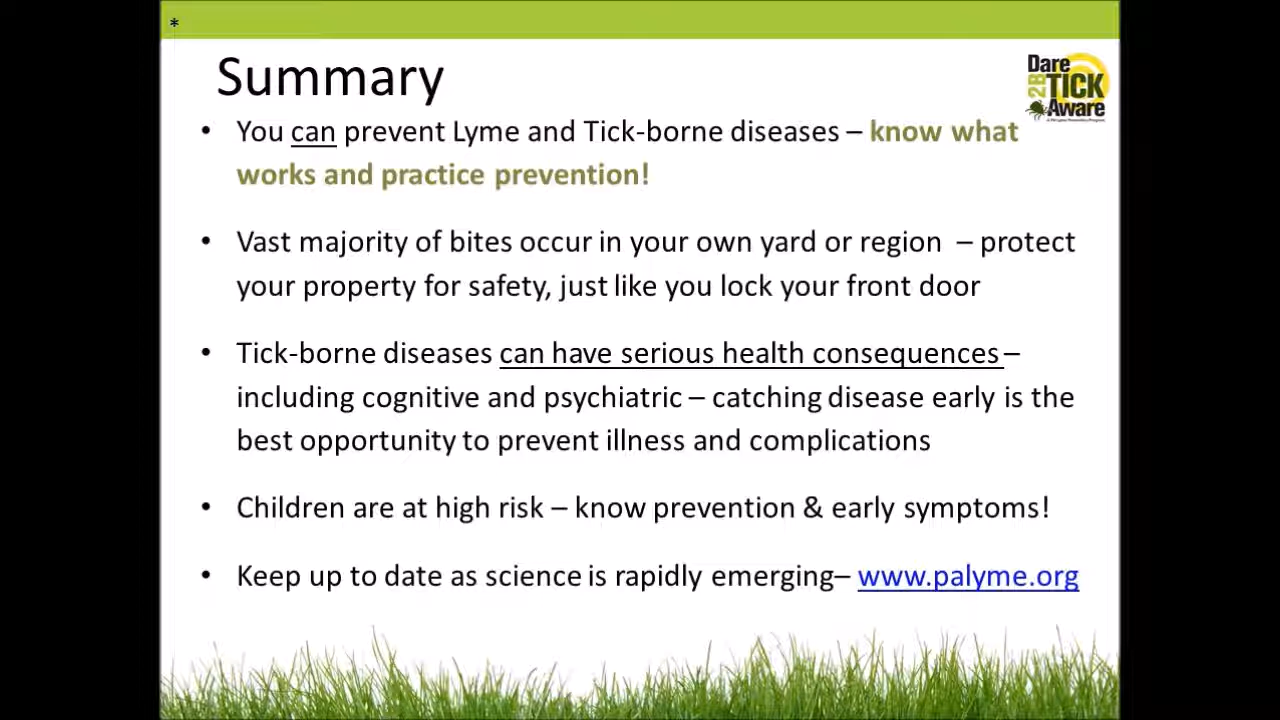 *
Summary
Dare
2B
TICK
Aware
• You can prevent Lyme and Tick-borne diseases – know what
works and practice prevention!
• Vast majority of bites occur in your own yard or region – protect
your property for safety, just like you lock your front door
• Tick-borne diseases can have serious health consequences –
including cognitive and psychiatric – catching disease early is the
best opportunity to prevent illness and complications
• Children are at high risk – know prevention & early symptoms!
• Keep up to date as science is rapidly emerging– www.palyme.org